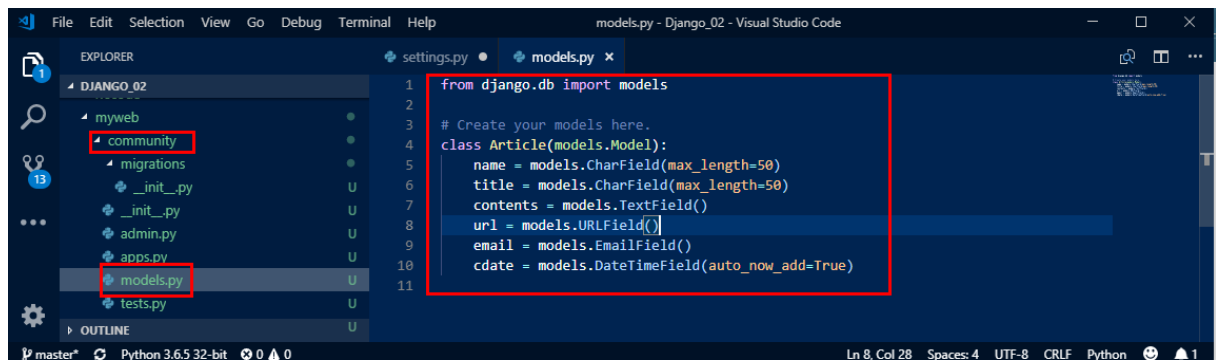 File Edit Selection View Go Debug Terminal Help models.py - Django_02 - Visual Studio Code
EXPLORER
settings.py
models.py
DJANGO_02
myweb
community
migrations
__init__.py U
__init__.py U
admin.py U
apps.py U
models.py U
tests.py U
OUTLINE U
1
13
1 from django.db import models
2
3 # Create your models here.
4 class Article(models.Model):
5 name = models.CharField(max_length=50)
6 title = models.CharField(max_length=50)
7 contents = models.TextField()
8 url = models.URLField()
9 email = models.EmailField()
10 cdate = models.DateTimeField(auto_now_add=True)
11
master* Python 3.6.5 32-bit 0 0 Ln 8, Col 28 Spaces: 4 UTF-8 CRLF Python 1